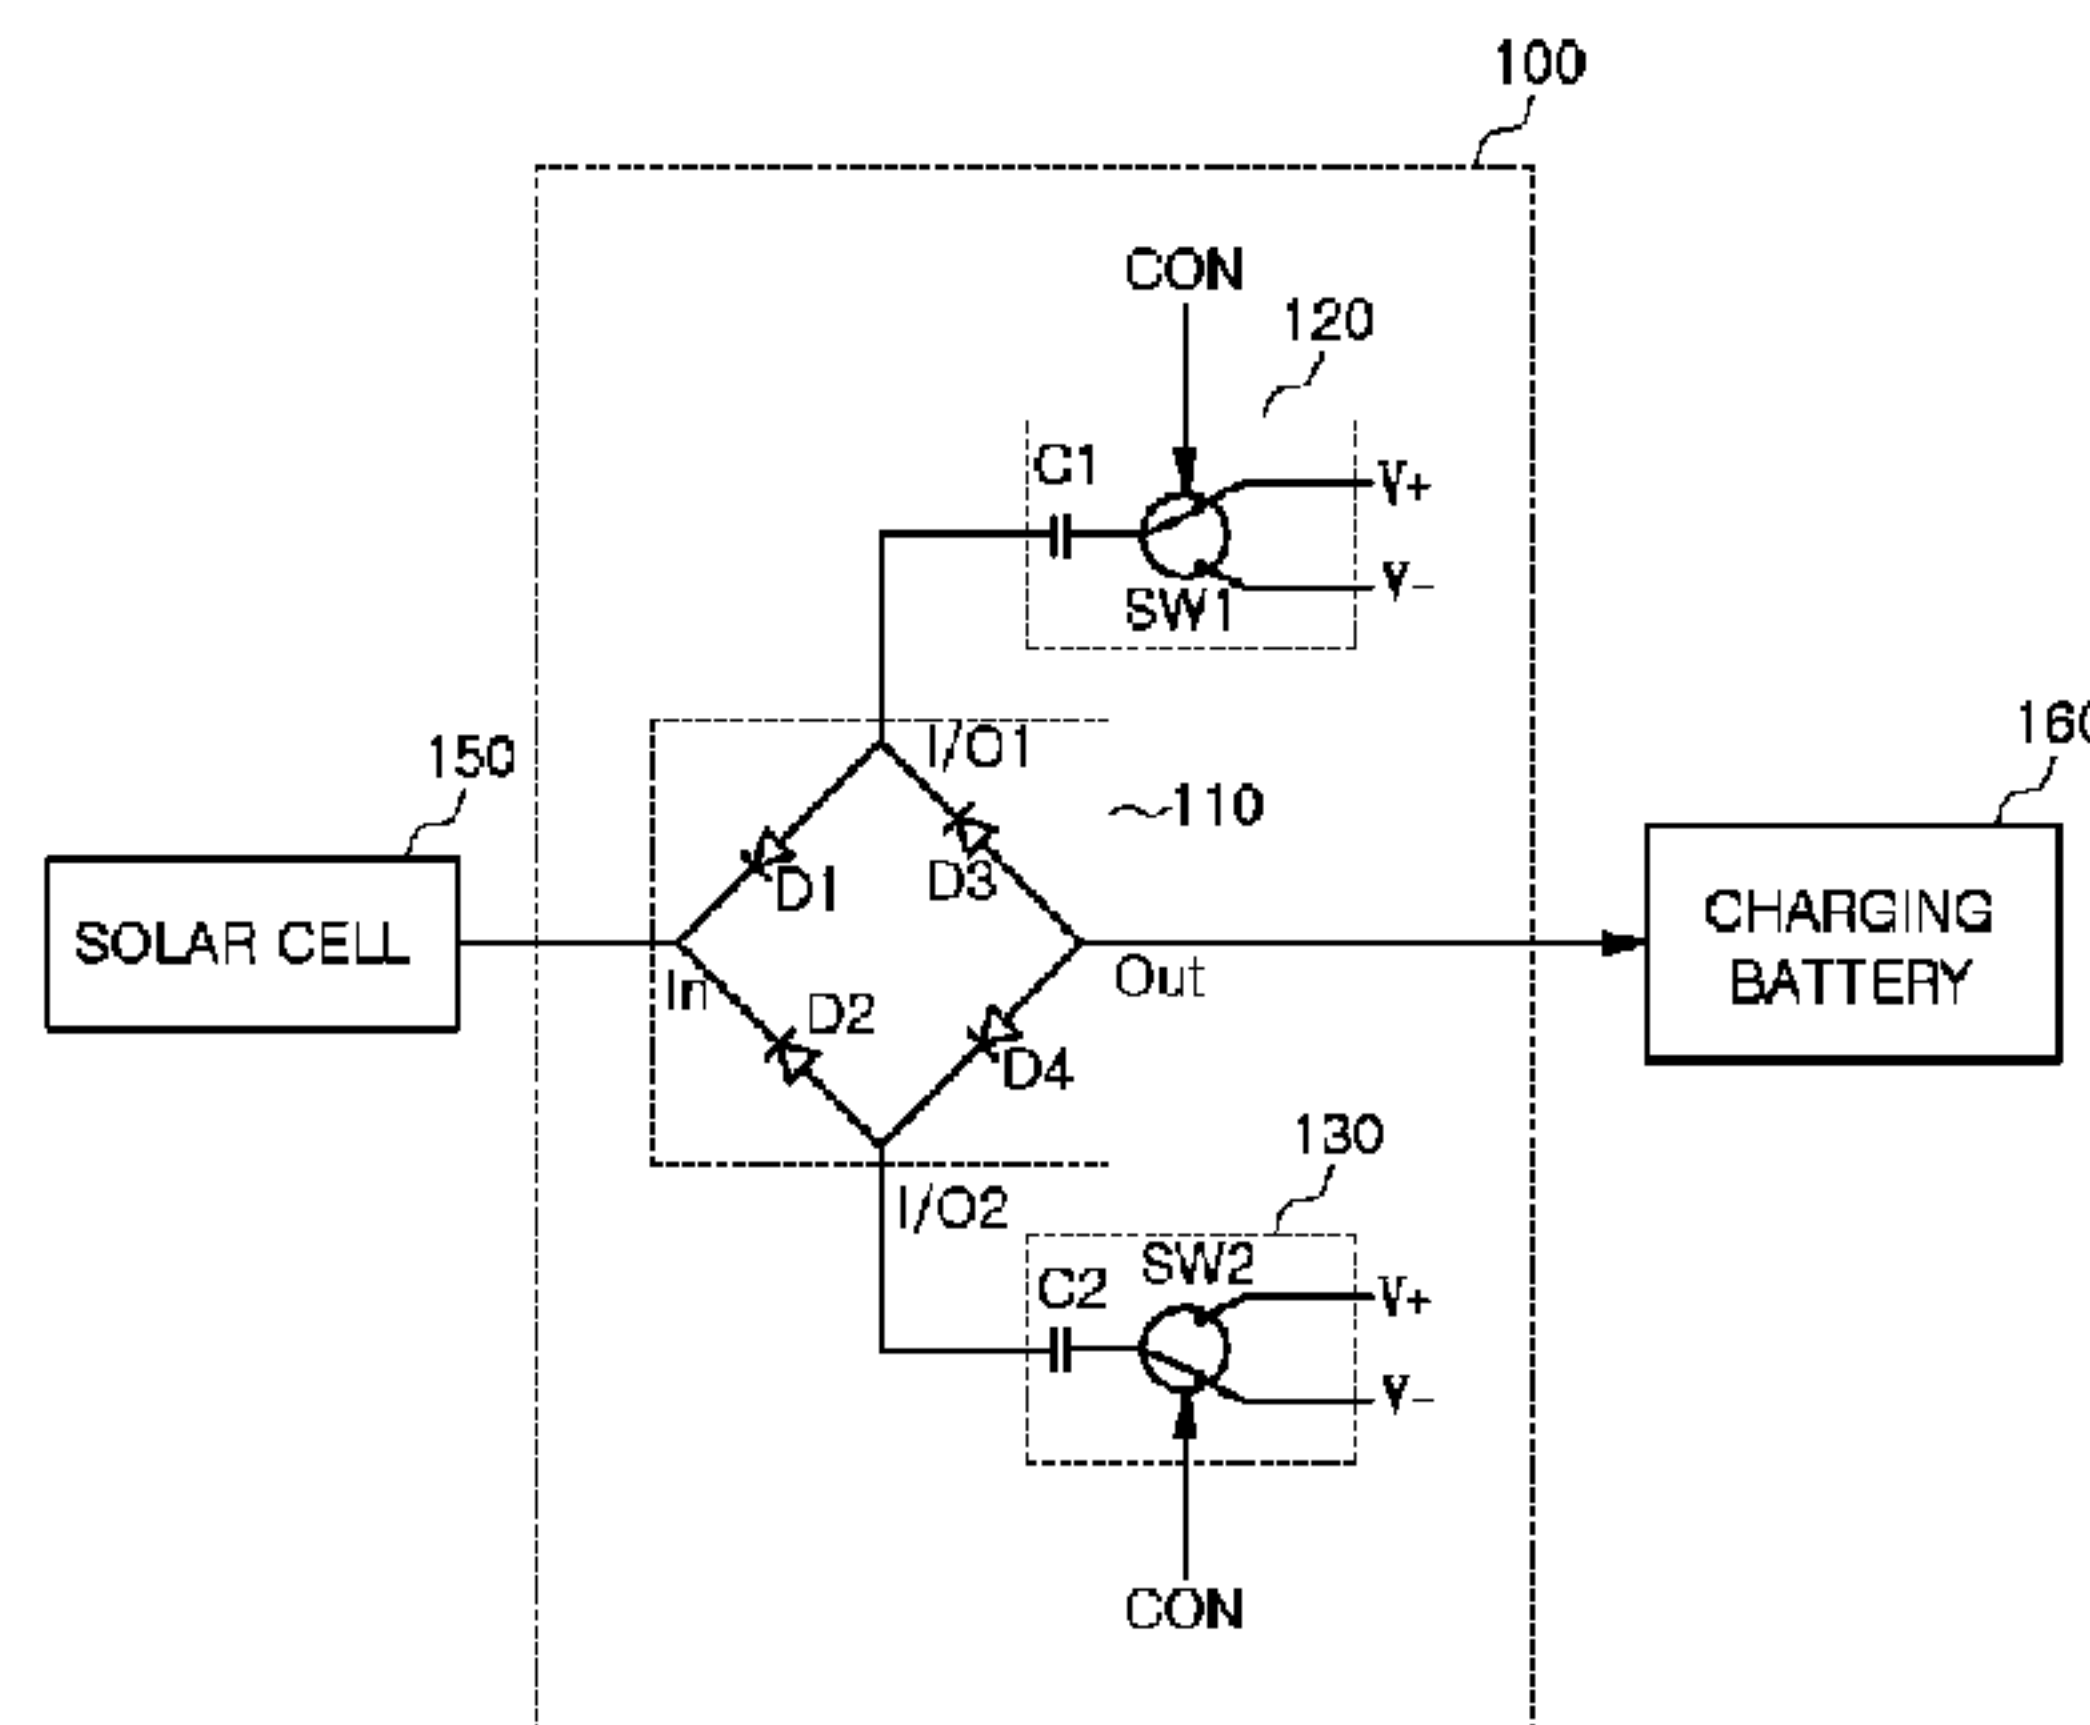 100
CON
120
C1
V+
SW1
V-
I/O1
150
110
160
D1
D3
SOLAR CELL
CHARGING
BATTERY
In
Out
D2
D4
130
I/O2
SW2
C2
V+
V-
CON